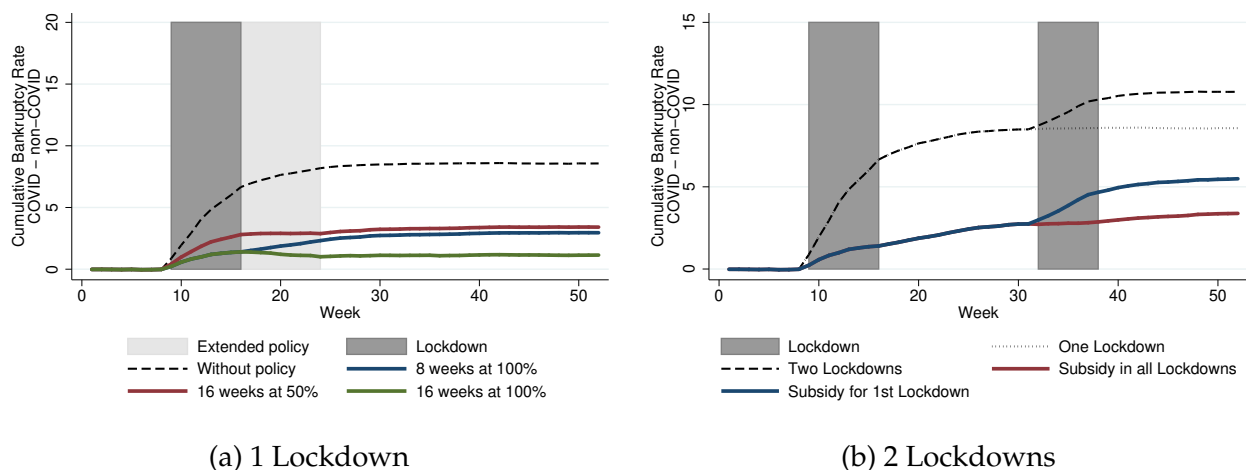 Cumulative Bankruptcy Rate
COVID – non−COVID
20
15
10
5
0
0 10 20 30 40 50
Week
Extended policy
Lockdown
Without policy
8 weeks at 100%
16 weeks at 50%
16 weeks at 100%
(a) 1 Lockdown
Cumulative Bankruptcy Rate
COVID – non−COVID
15
10
5
0
0 10 20 30 40 50
Week
Lockdown
One Lockdown
Two Lockdowns
Subsidy in all Lockdowns
Subsidy for 1st Lockdown
(b) 2 Lockdowns